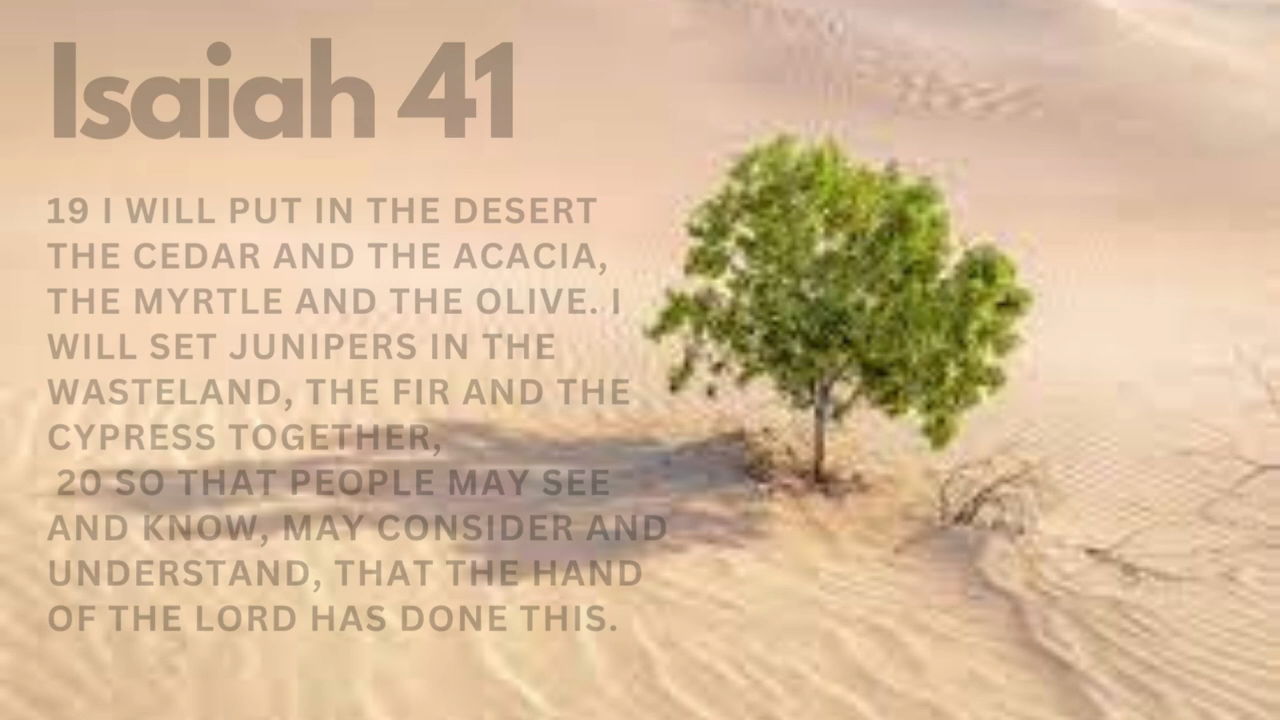 Isaiah 41
19 I WILL PUT IN THE DESERT
THE CEDAR AND THE ACACIA,
THE MYRTLE AND THE OLIVE. I
WILL SET JUNIPERS IN THE
WASTELAND, THE FIR AND THE
CYPRESS TOGETHER,
20 SO THAT PEOPLE MAY SEE
AND KNOW, MAY CONSIDER AND
UNDERSTAND, THAT THE HAND
OF THE LORD HAS DONE THIS.